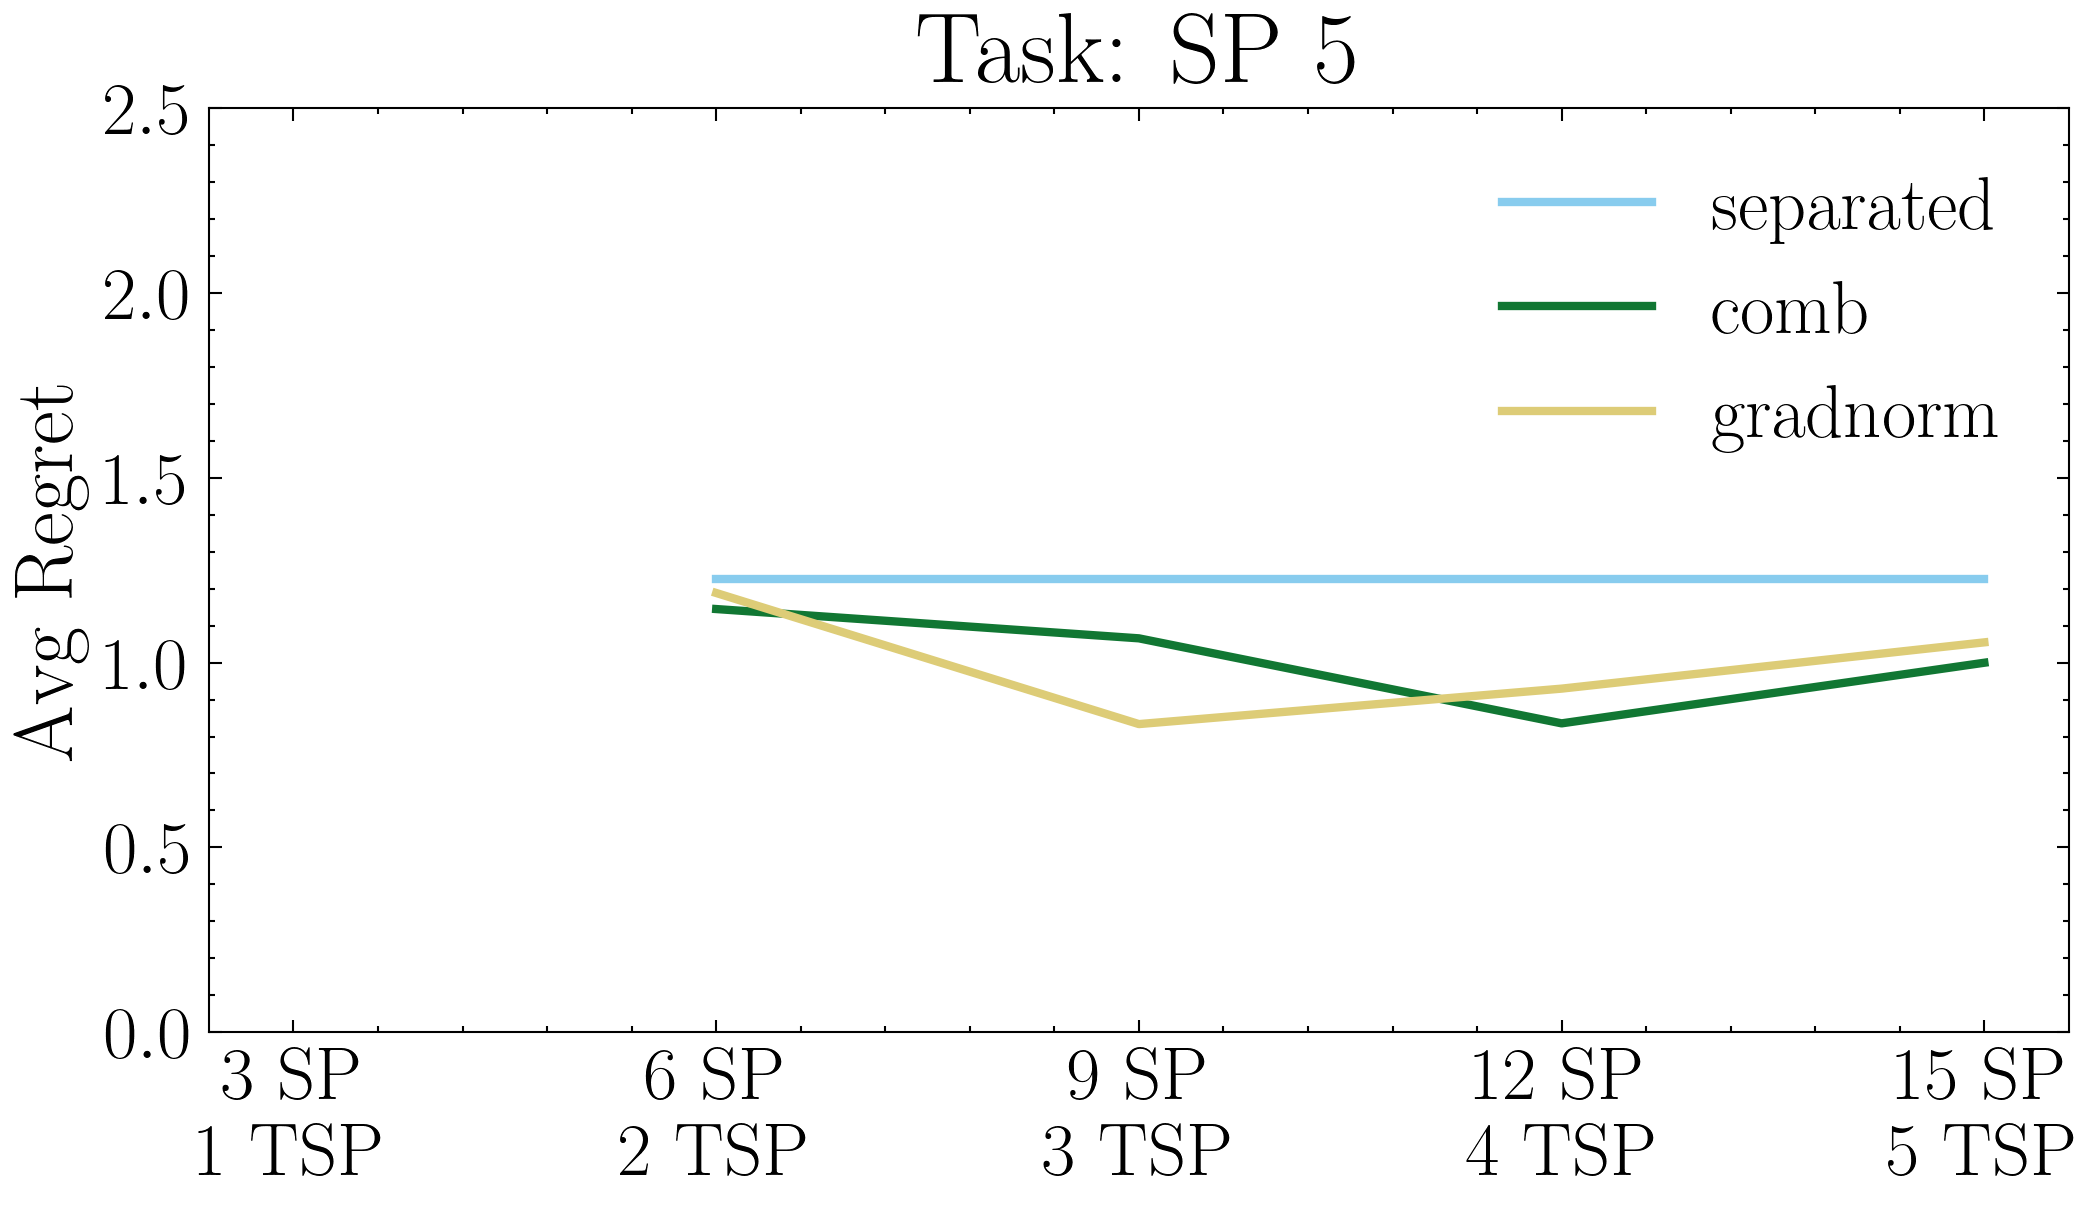 Task: SP 5
Avg Regret
2.5
2.0
1.5
1.0
0.5
0.0
separated
comb
gradnorm
3 SP 6 SP 9 SP 12 SP 15 SP
1 TSP 2 TSP 3 TSP 4 TSP 5 TSP